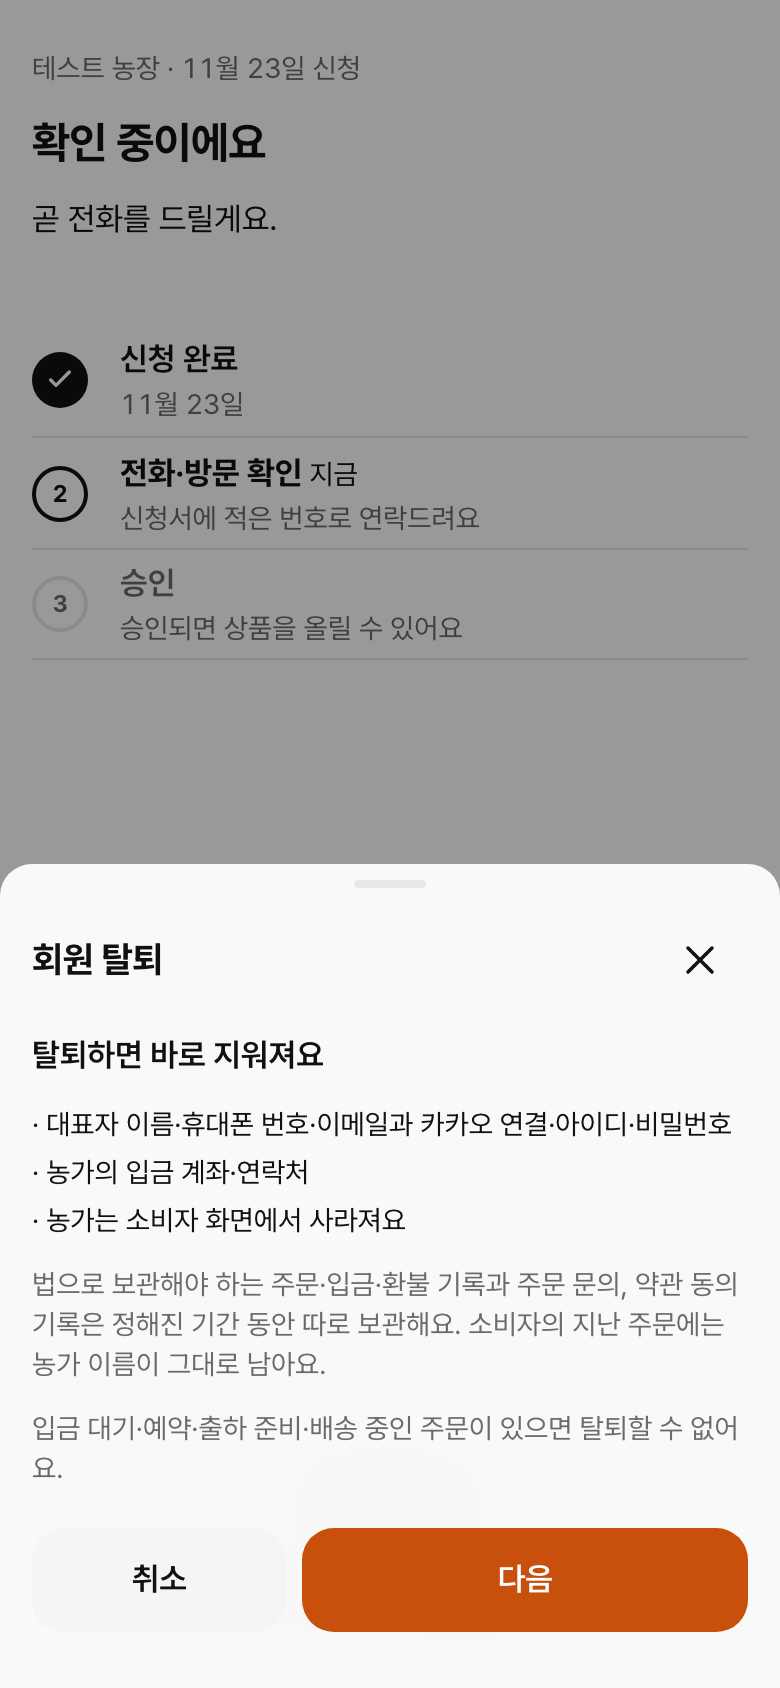 테스트 농장 · 11월 23일 신청
확인 중이에요
곧 전화를 드릴게요.
신청 완료
11월 23일
2
전화·방문 확인 지금
신청서에 적은 번호로 연락드려요
3
승인
승인되면 상품을 올릴 수 있어요
회원 탈퇴
탈퇴하면 바로 지워져요
· 대표자 이름·휴대폰 번호·이메일과 카카오 연결·아이디·비밀번호
· 농가의 입금 계좌·연락처
· 농가는 소비자 화면에서 사라져요
법으로 보관해야 하는 주문·입금·환불 기록과 주문 문의, 약관 동의
기록은 정해진 기간 동안 따로 보관해요. 소비자의 지난 주문에는
농가 이름이 그대로 남아요.
입금 대기·예약·출하 준비·배송 중인 주문이 있으면 탈퇴할 수 없어
요.
취소
다음